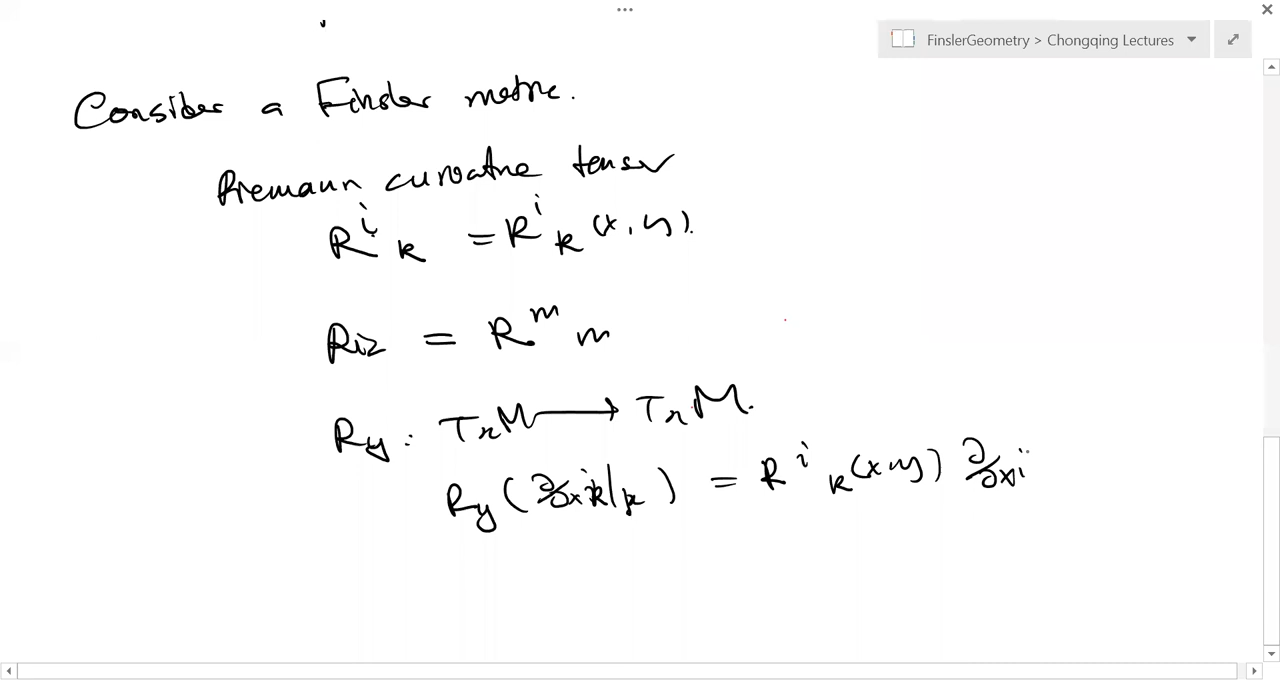 FinslerGeometry > Chongqing Lectures
Consider a Finsler metric.
Riemann curvature tensor
R^i_k = R^i_k (x, y).
Ric = R^m_m
R_y : T_xM ⟶ T_xM.
R_y (∂/∂x^k|_x) = R^i_k (x, y) ∂/∂x^i